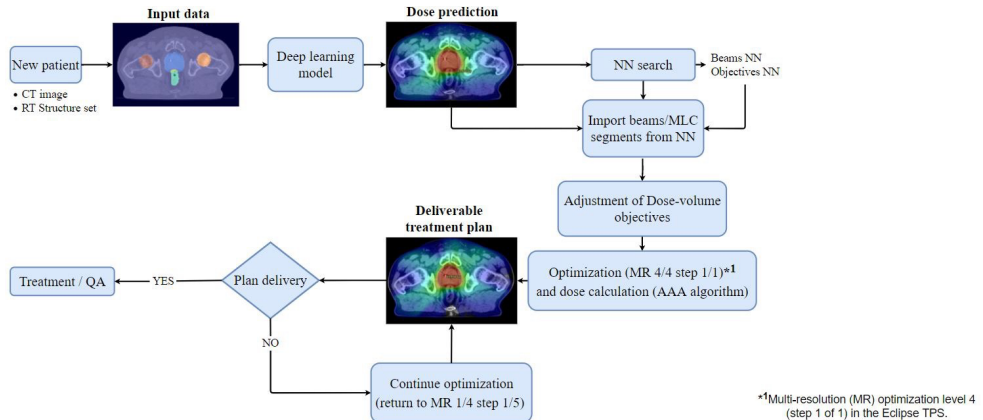 Input data
Dose prediction
New patient
• CT image
• RT Structure set
Deep learning
model
NN search
Beams NN
Objectives NN
Import beams/MLC
segments from NN
Adjustment of Dose-volume
objectives
Optimization (MR 4/4 step 1/1)*1
and dose calculation (AAA algorithm)
Deliverable
treatment plan
Plan delivery
YES
Treatment / QA
NO
Continue optimization
(return to MR 1/4 step 1/5)
*1Multi-resolution (MR) optimization level 4
(step 1 of 1) in the Eclipse TPS.